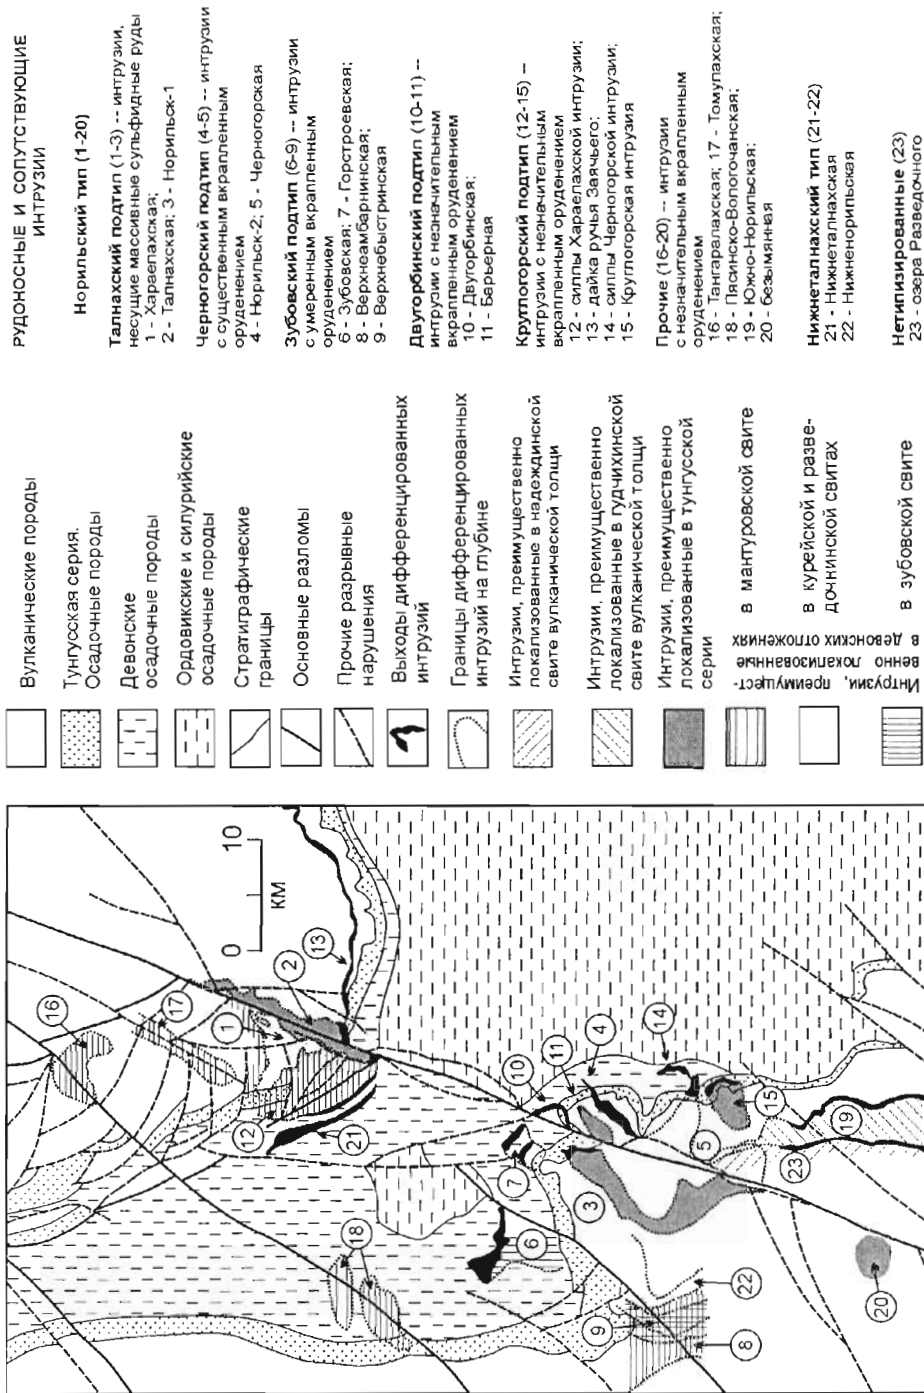 РУДОНОСНЫЕ И СОПУТСТВУЮЩИЕ
ИНТРУЗИИ
Норильский тип (1-20)
Талнахский подтип (1-3) -- интрузии,
несущие массивные сульфидные руды
1 - Хараелахская;
2 - Талнахская; 3 - Норильск-1
Черногорский подтип (4-5) -- интрузии
с существенным вкрапленным
оруденением
4 - Норильск-2; 5 - Черногорская
Зубовский подтип (6-9) -- интрузии
с умеренным вкрапленным
оруденением
6 - Зубовская; 7 - Горстроевская;
8 - Верхнеамбарнинская;
9 - Верхнебыстринская
Двугорбинский подтип (10-11) --
интрузии с незначительным
вкрапленным оруденением
10 - Двугорбинская;
11 - Барьерная
Круглогорский подтип (12-15) --
интрузии с незначительным
вкрапленным оруденением
12 - силлы Хараелахской интрузии;
13 - дайка ручья Заячьего;
14 - силлы Черногорской интрузии;
15 - Круглогорская интрузия
Прочие (16-20) -- интрузии
с незначительным вкрапленным
оруденением
16 - Тангаралахская; 17 - Томулахская;
18 - Пясинско-Вологочанская;
19 - Южно-Норильская;
20 - безымянная
Нижнеталнахский тип (21-22)
21 - Нижнеталнахская
22 - Нижненорильская
Нетипизированные (23)
23 - озера Разведочного
Вулканические породы
Тунгусская серия.
Осадочные породы
Девонские
осадочные породы
Ордовикские и силурийские
осадочные породы
Стратиграфические
границы
Основные разломы
Прочие разрывные
нарушения
Выходы дифференцированных
интрузий
Границы дифференцированных
интрузий на глубине
Интрузии, преимущественно
локализованные в надеждинской
свите вулканической толщи
Интрузии, преимущественно
локализованные в гудчихинской
свите вулканической толщи
Интрузии, преимущественно
локализованные в тунгусской
серии
Интрузии, преимущест-
венно локализованные
в девонских отложениях
в мантуровской свите
в курейской и разве-
дочнинской свитах
в зубовской свите
0 10
КМ
16
17
1
2
13
12
21
18
10
11
4
14
7
3
5
15
6
19
23
9
22
8
20